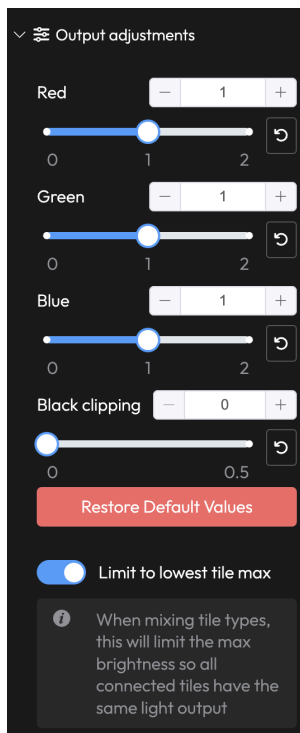 Output adjustments
Red — 1 +
0 1 2
Green — 1 +
0 1 2
Blue — 1 +
0 1 2
Black clipping — 0 +
0 0.5
Restore Default Values
Limit to lowest tile max
When mixing tile types,
this will limit the max
brightness so all
connected tiles have the
same light output